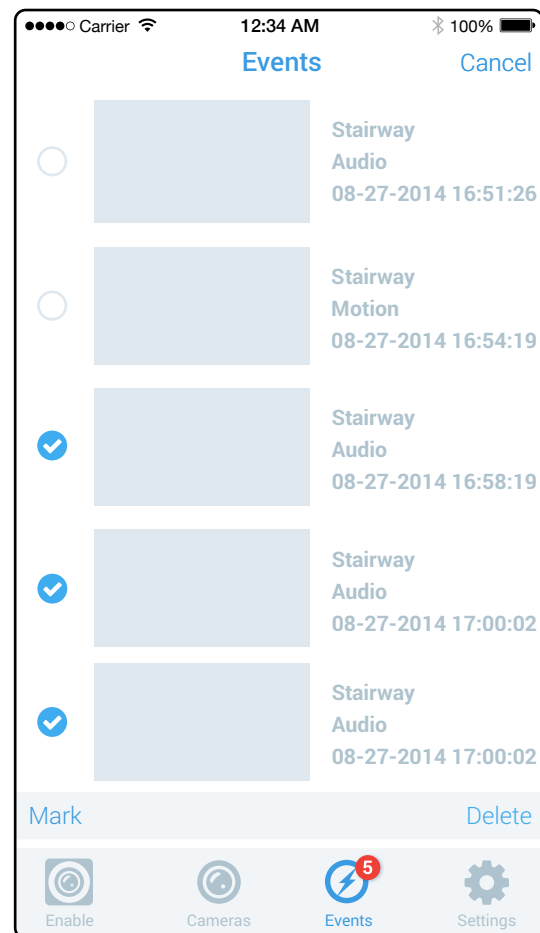 Carrier 12:34 AM 100%
Events Cancel
Stairway
Audio
08-27-2014 16:51:26
Stairway
Motion
08-27-2014 16:54:19
Stairway
Audio
08-27-2014 16:58:19
Stairway
Audio
08-27-2014 17:00:02
Stairway
Audio
08-27-2014 17:00:02
Mark Delete
5
Enable Cameras Events Settings